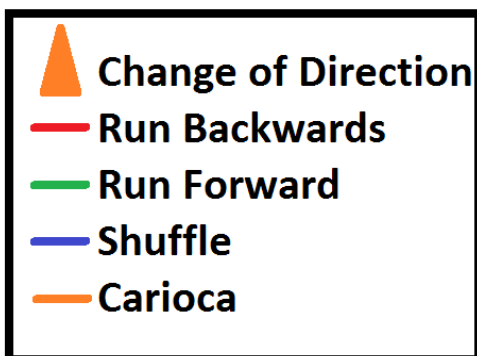 Change of Direction
Run Backwards
Run Forward
Shuffle
Carioca